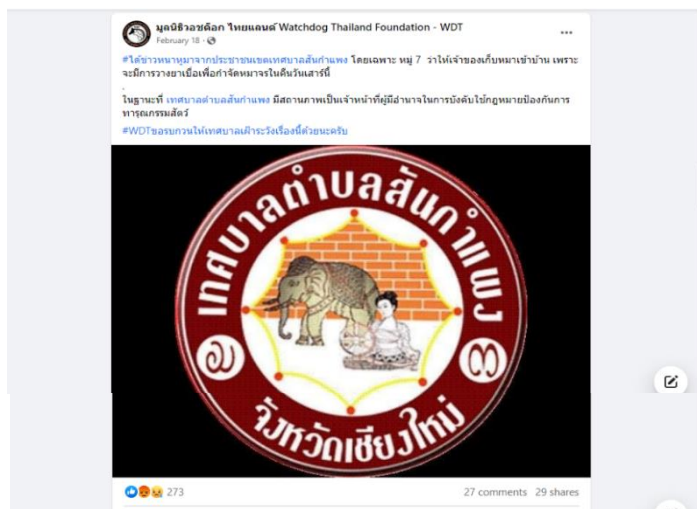 มูลนิธิวอชด็อก ไทยแลนด์ Watchdog Thailand Foundation - WDT
February 18 ·
#ได้ข่าวหนาหูมาจากประชาชนเขตเทศบาลสันกำแพง โดยเฉพาะ หมู่ 7 ว่าให้เจ้าของเก็บหมาเข้าบ้าน เพราะ
จะมีการวางยาเบื่อเพื่อกำจัดหมาจรในคืนวันเสาร์นี้
.
ในฐานะที่ เทศบาลตำบลสันกำแพง มีสถานภาพเป็นเจ้าหน้าที่ผู้มีอำนาจในการบังคับใช้กฎหมายป้องกันการ
ทารุณกรรมสัตว์
#WDTขอรบกวนให้เทศบาลเฝ้าระวังเรื่องนี้ด้วยนะครับ
เทศบาลตำบลสันกำแพง
จังหวัดเชียงใหม่
273
27 comments 29 shares